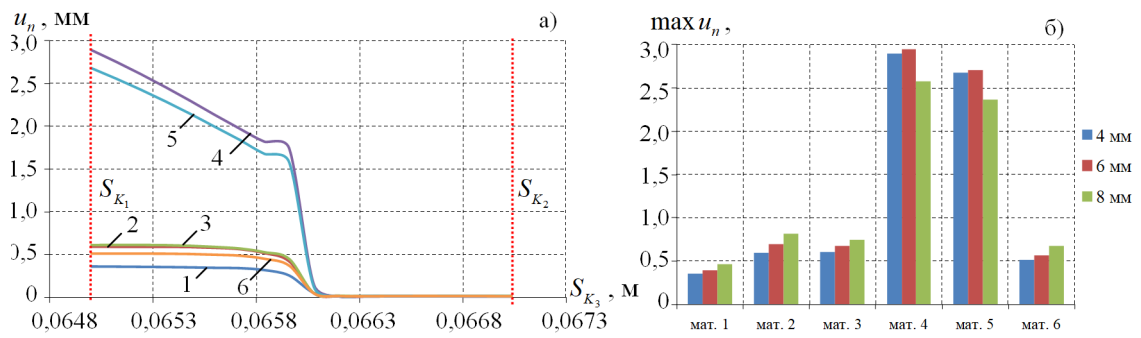 uₙ , мм
а)
3,0
2,5
2,0
1,5
1,0
0,5
0
5
4
S_K₁
S_K₂
2
3
1
6
S_K₃ , м
0,0648
0,0653
0,0658
0,0663
0,0668
0,0673
max uₙ ,
б)
3,0
2,5
2,0
1,5
1,0
0,5
0
4 мм
6 мм
8 мм
мат. 1
мат. 2
мат. 3
мат. 4
мат. 5
мат. 6